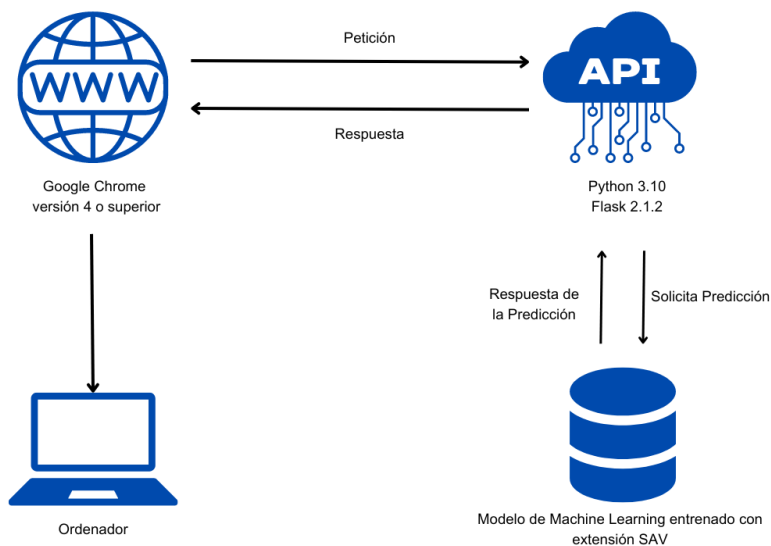 Petición
WWW
API
Respuesta
Google Chrome
versión 4 o superior
Python 3.10
Flask 2.1.2
Respuesta de
la Predicción
Solicita Predicción
Ordenador
Modelo de Machine Learning entrenado con
extensión SAV